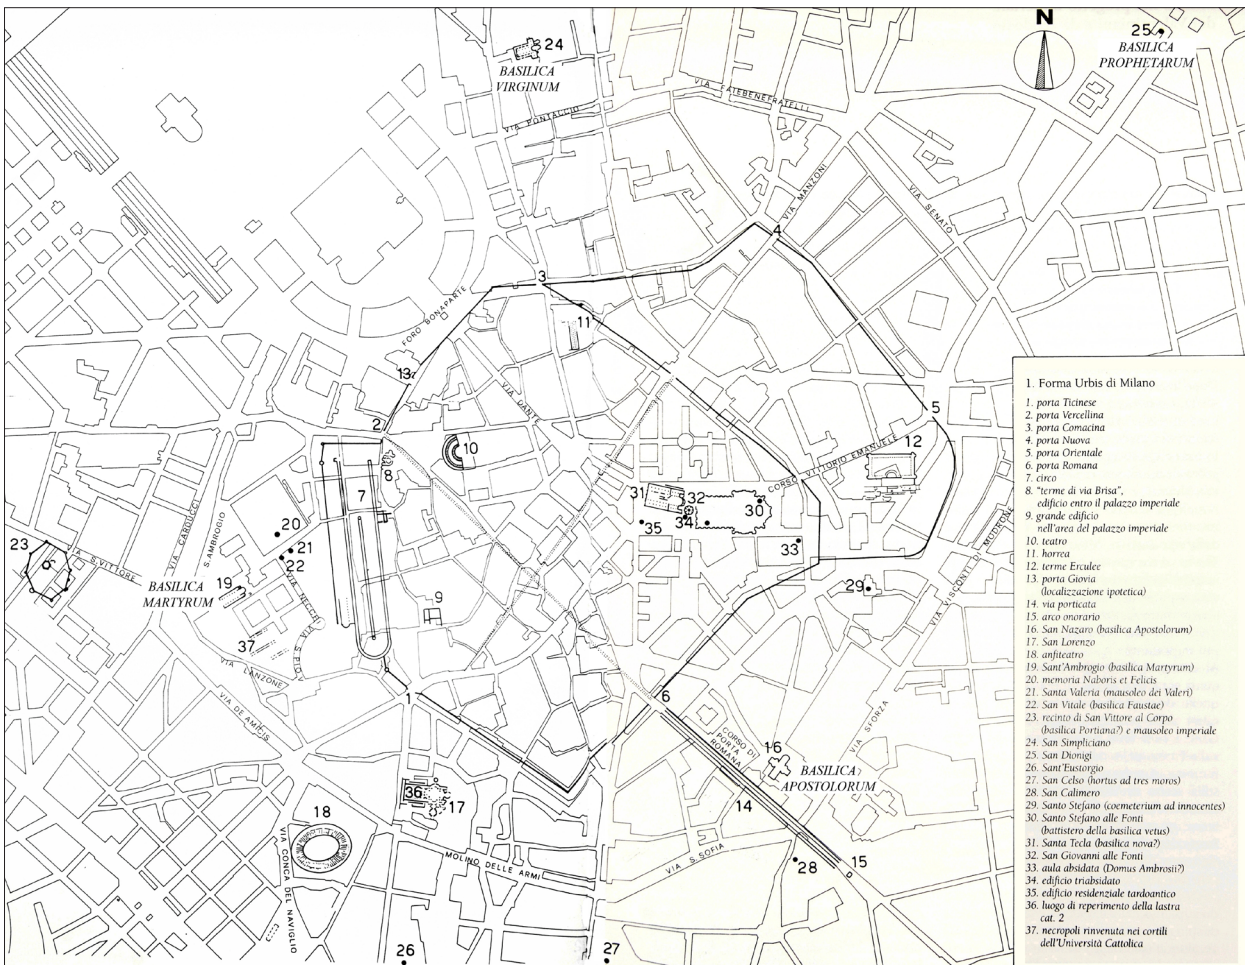 N
25
BASILICA
PROPHETARUM
24
BASILICA
VIRGINUM
VIA PONTACCIO
VIA FATEBENEFRATELLI
VIA MANZONI
VIA SENATO
4
3
FORO BONAPARTE
11
13
VIA DANTE
5
2
12
CORSO VITTORIO EMANUELE
10
8
7
31
32
30
34
35
33
20
21
22
23
VIA S.VITTORE
VIA CARDUCCI
S.AMBROGIO
BASILICA
MARTYRUM
19
VIA NECCHI
9
29
VIA VISCONTI DI MODRONE
37
VIA S.PIO V
VIA LANZONE
VIA DE AMICIS
1
6
VIA SFORZA
CORSO DI
PORTA
ROMANA
16
BASILICA
APOSTOLORUM
14
36
17
18
15
28
MOLINO DELLE ARMI
VIA S.SOFIA
VIA CONCA DEL NAVIGLIO
26
27
1. Forma Urbis di Milano
1. porta Ticinese
2. porta Vercellina
3. porta Comacina
4. porta Nuova
5. porta Orientale
6. porta Romana
7. circo
8. "terme di via Brisa",
edificio entro il palazzo imperiale
9. grande edificio
nell'area del palazzo imperiale
10. teatro
11. horrea
12. terme Erculee
13. porta Giovia
(localizzazione ipotetica)
14. via porticata
15. arco onorario
16. San Nazaro (basilica Apostolorum)
17. San Lorenzo
18. anfiteatro
19. Sant'Ambrogio (basilica Martyrum)
20. memoria Naboris et Felicis
21. Santa Valeria (mausoleo dei Valeri)
22. San Vitale (basilica Faustae)
23. recinto di San Vittore al Corpo
(basilica Portiana?) e mausoleo imperiale
24. San Simpliciano
25. San Dionigi
26. Sant'Eustorgio
27. San Celso (hortus ad tres moros)
28. San Calimero
29. Santo Stefano (coemeterium ad innocentes)
30. Santo Stefano alle Fonti
(battistero della basilica vetus)
31. Santa Tecla (basilica nova?)
32. San Giovanni alle Fonti
33. aula absidata (Domus Ambrosii?)
34. edificio triabsidato
35. edificio residenziale tardoantico
36. luogo di reperimento della lastra
cat. 2
37. necropoli rinvenuta nei cortili
dell'Università Cattolica